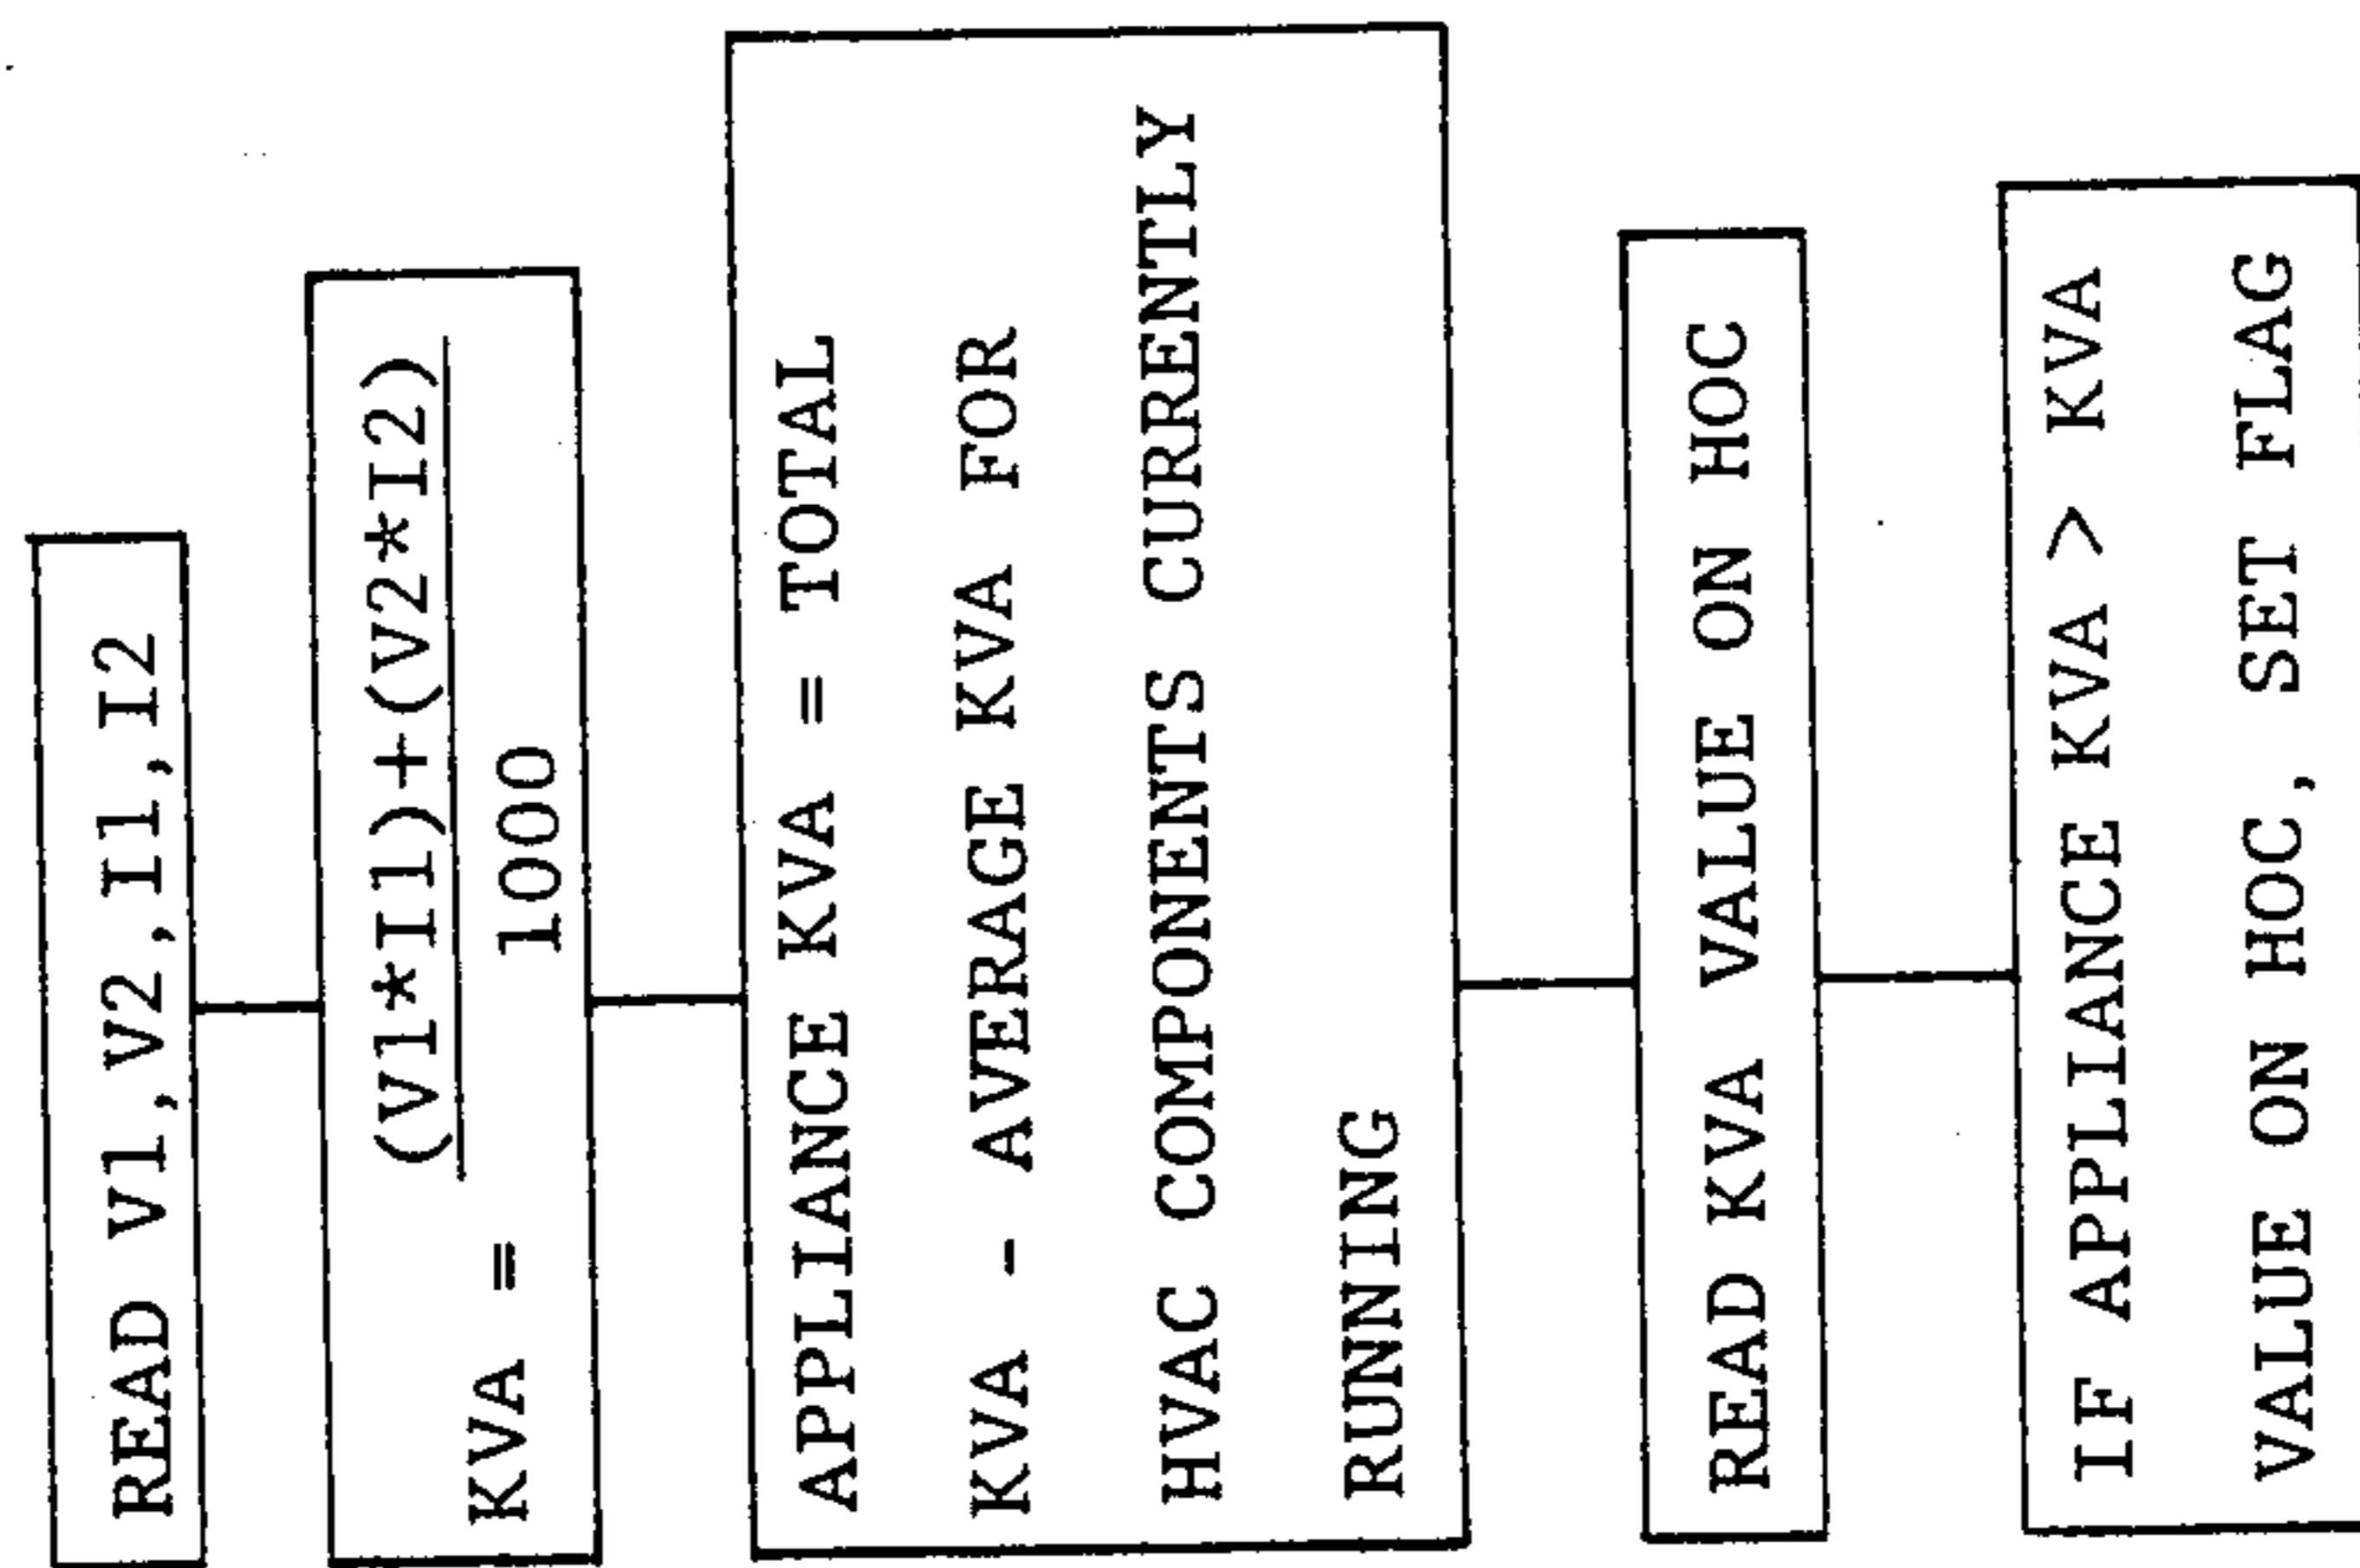 READ V1,V2,I1,I2
KVA = (V1*I1)+(V2*I2)
1000
APPLIANCE KVA = TOTAL
KVA - AVERAGE KVA FOR
HVAC COMPONENTS CURRENTLY
RUNNING
READ KVA VALUE ON HOC
IF APPLIANCE KVA > KVA
VALUE ON HOC, SET FLAG